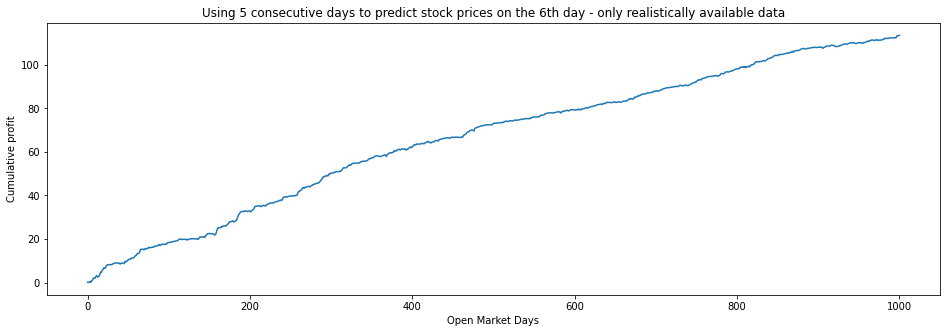 Using 5 consecutive days to predict stock prices on the 6th day - only realistically available data
Cumulative profit
100
80
60
40
20
0
0 200 400 600 800 1000
Open Market Days